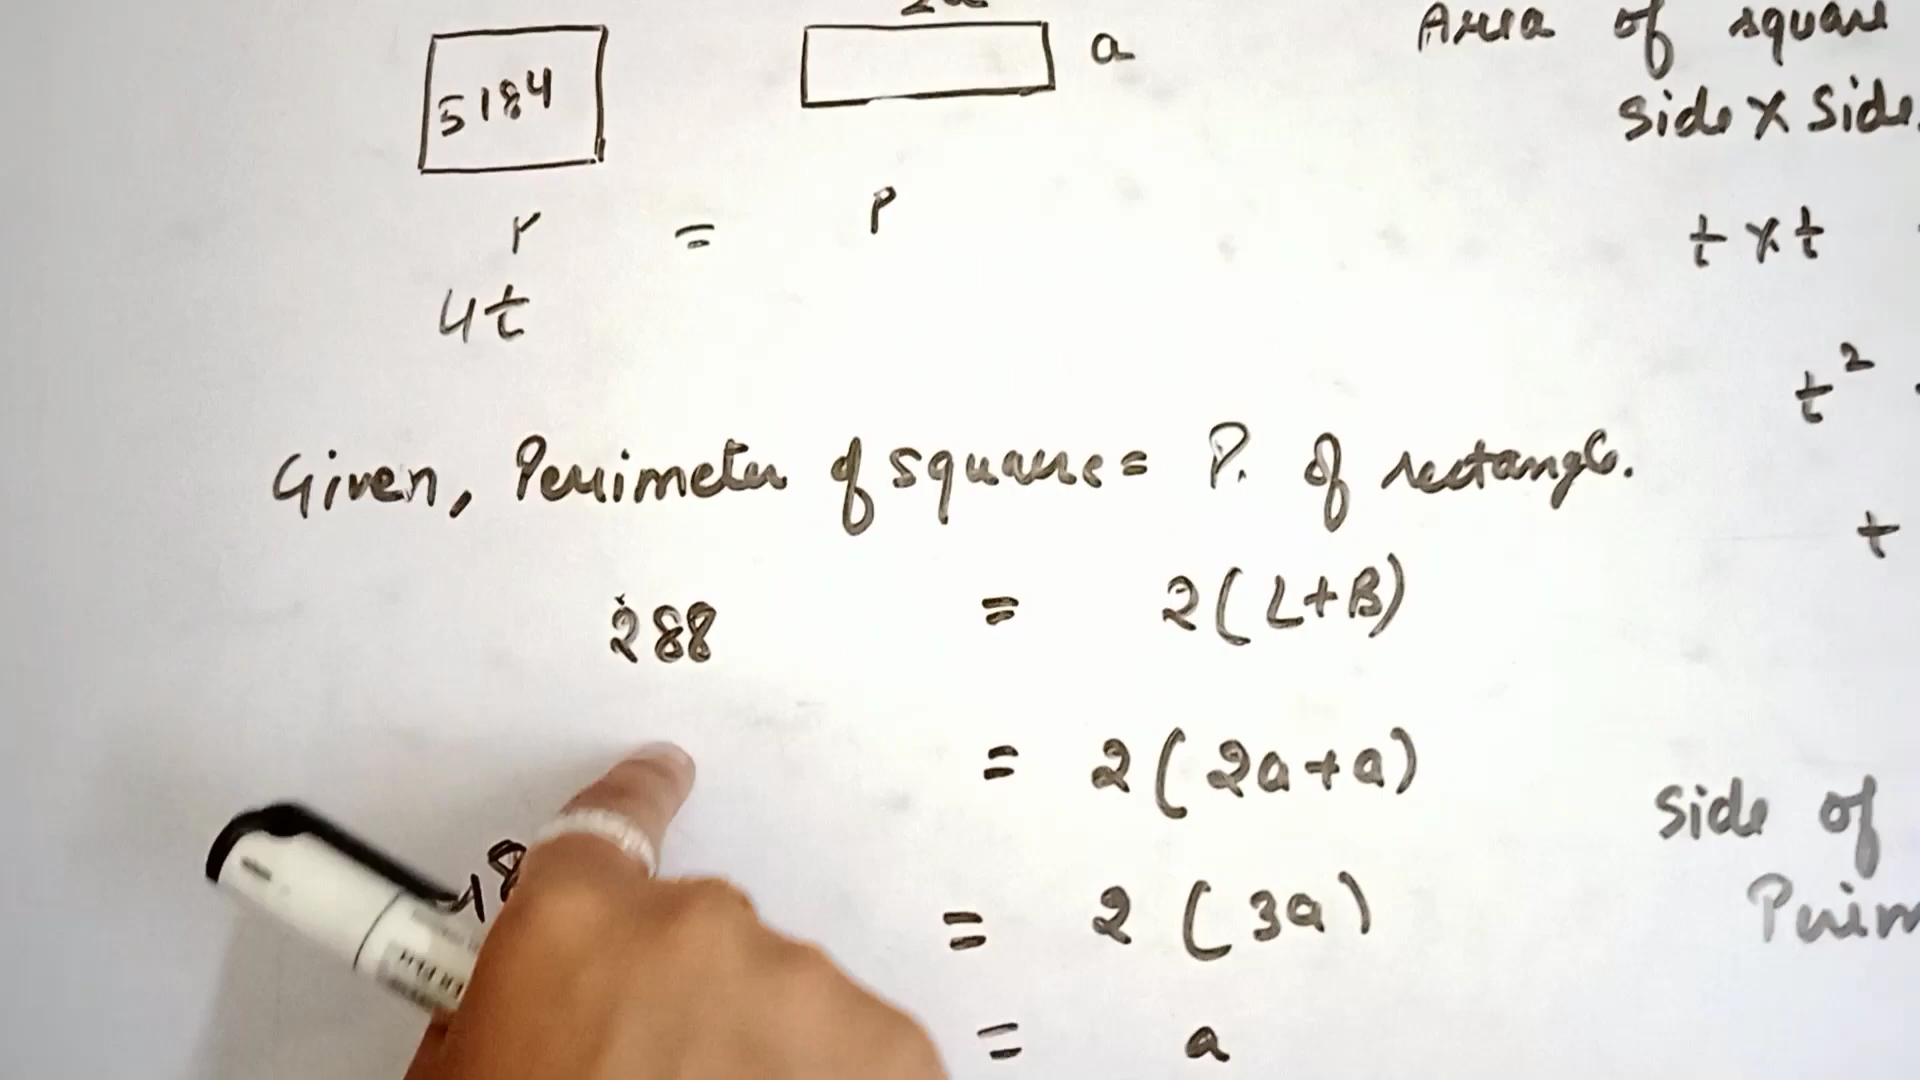 a
5184
Area of square
side x side
P = P
t x t
4t
t²
Given, Perimeter of square = P. of rectangle.
t
288 = 2(L+B)
= 2(2a+a)
Side of
= 2(3a)
= a